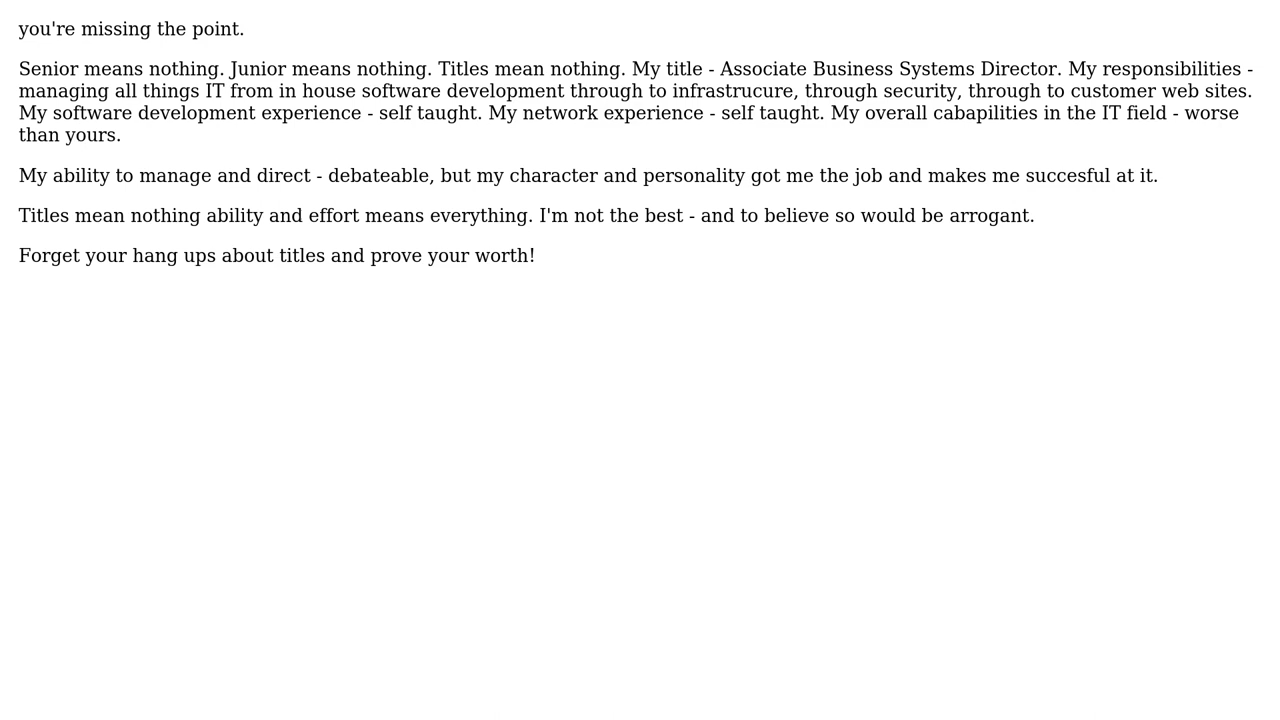 you're missing the point.
Senior means nothing. Junior means nothing. Titles mean nothing. My title - Associate Business Systems Director. My responsibilities -
managing all things IT from in house software development through to infrastrucure, through security, through to customer web sites.
My software development experience - self taught. My network experience - self taught. My overall cabapilities in the IT field - worse
than yours.
My ability to manage and direct - debateable, but my character and personality got me the job and makes me succesful at it.
Titles mean nothing ability and effort means everything. I'm not the best - and to believe so would be arrogant.
Forget your hang ups about titles and prove your worth!